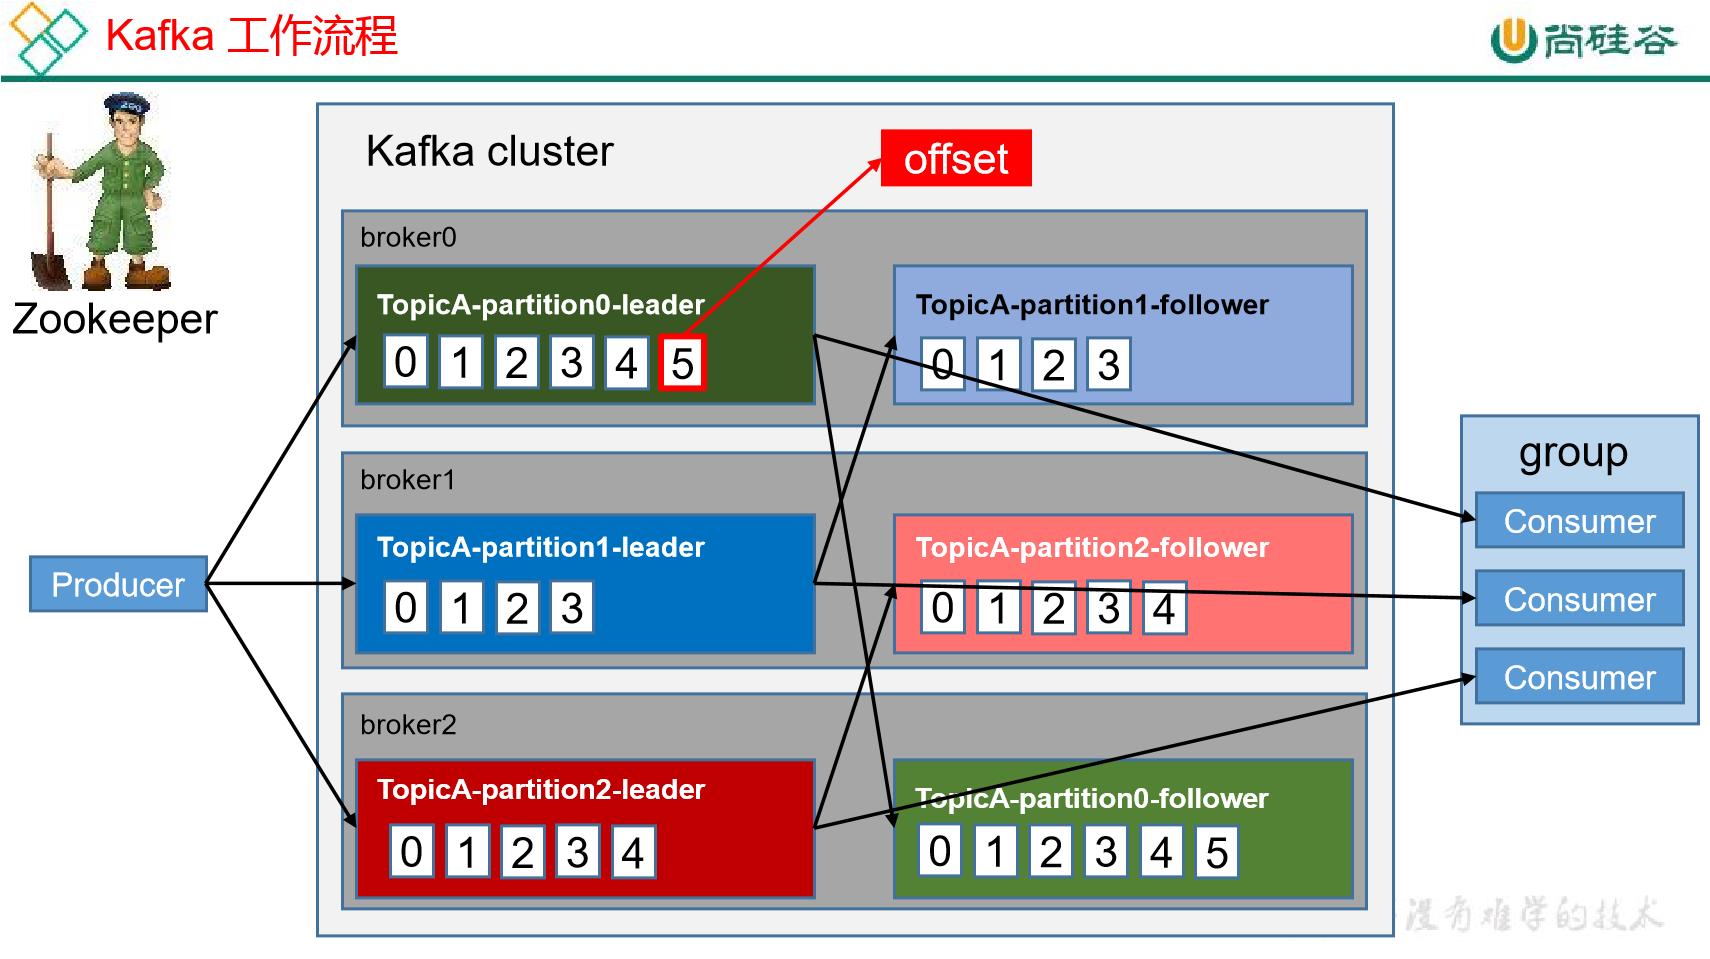 Kafka 工作流程
尚硅谷
Zookeeper
Kafka cluster
offset
broker0
TopicA-partition0-leader
0 1 2 3 4 5
TopicA-partition1-follower
0 1 2 3
broker1
TopicA-partition1-leader
0 1 2 3
TopicA-partition2-follower
0 1 2 3 4
broker2
TopicA-partition2-leader
0 1 2 3 4
TopicA-partition0-follower
0 1 2 3 4 5
Producer
group
Consumer
Consumer
Consumer
没有难学的技术